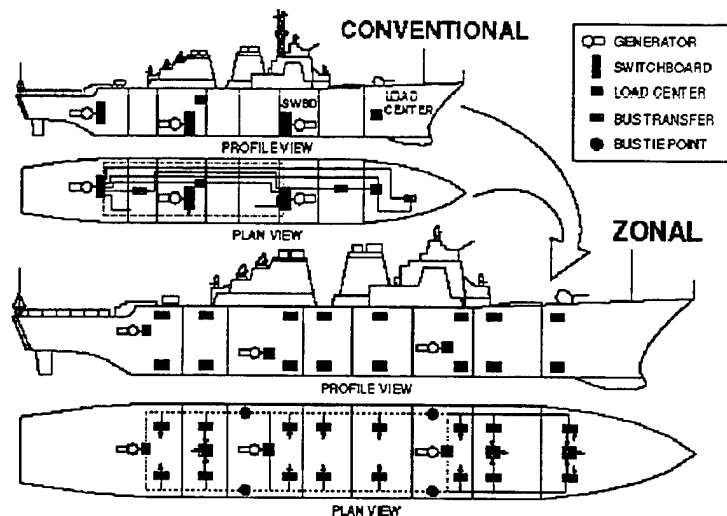 CONVENTIONAL
GENERATOR
SWITCHBOARD
LOAD CENTER
BUS TRANSFER
BUS TIE POINT
SWBD
LOAD
CENTER
PROFILE VIEW
PLAN VIEW
ZONAL
PROFILE VIEW
PLAN VIEW